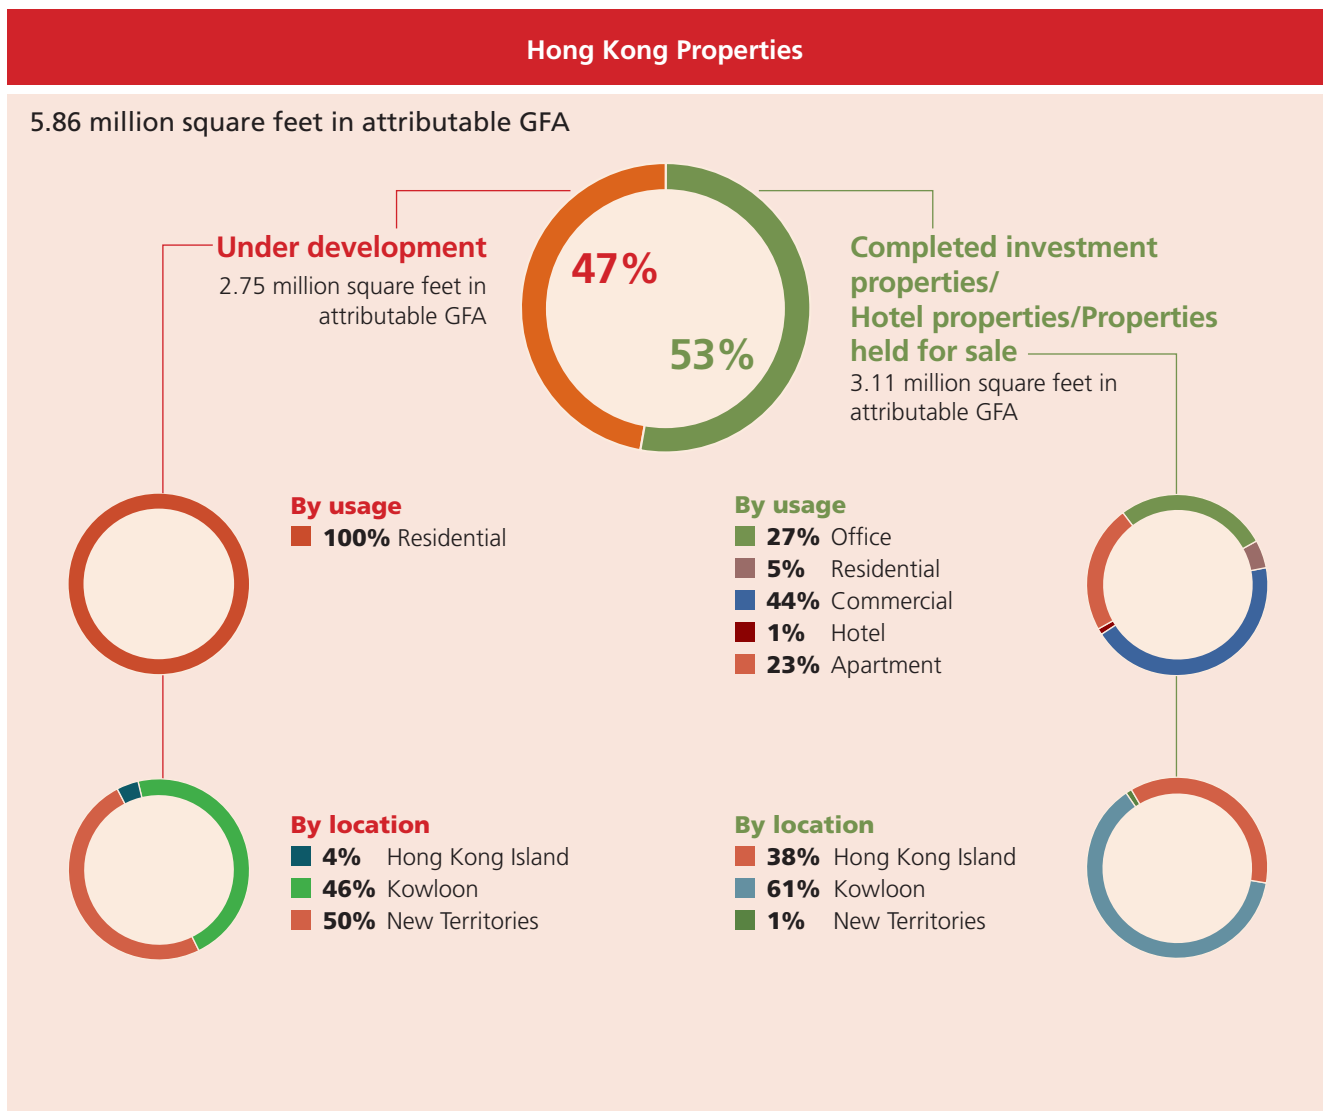 Hong Kong Properties
5.86 million square feet in attributable GFA
Under development
2.75 million square feet in
attributable GFA
47%
53%
Completed investment
properties/
Hotel properties/Properties
held for sale
3.11 million square feet in
attributable GFA
By usage
100% Residential
By usage
27% Office
5% Residential
44% Commercial
1% Hotel
23% Apartment
By location
4% Hong Kong Island
46% Kowloon
50% New Territories
By location
38% Hong Kong Island
61% Kowloon
1% New Territories